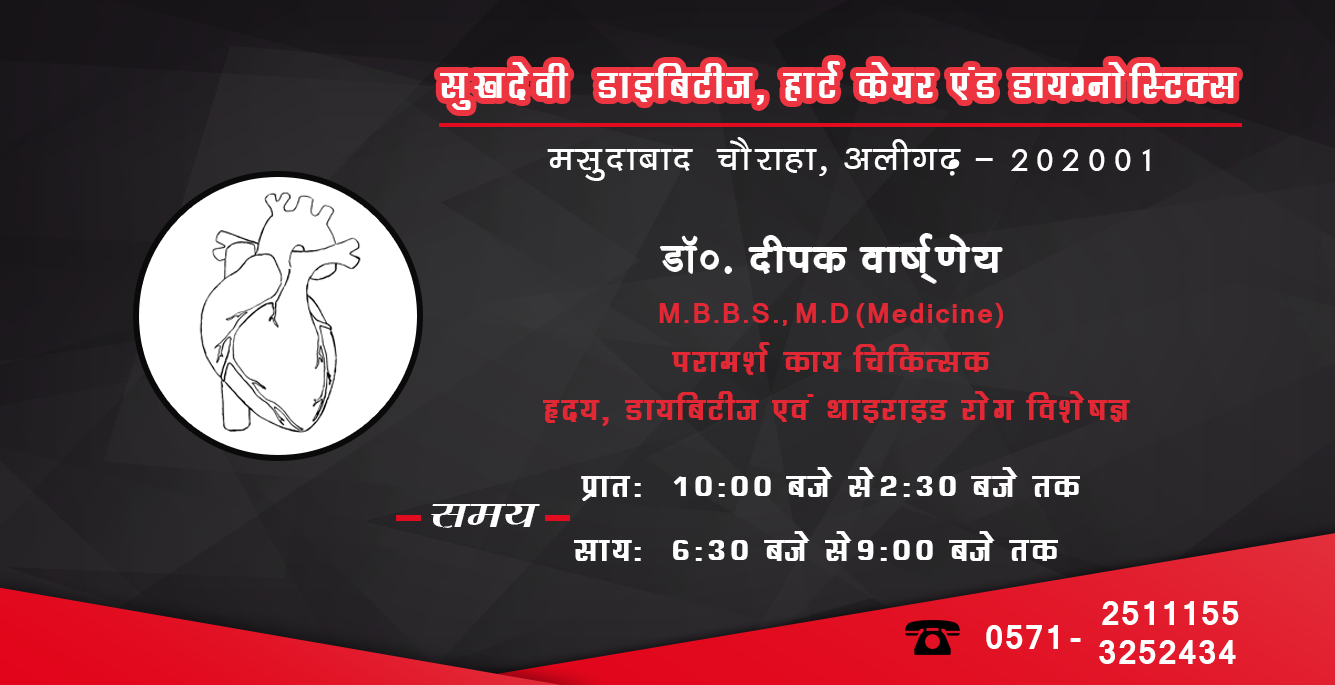 सुखदेवी डाइबिटीज, हार्ट केयर एंड डायग्नोस्टिक्स
मसुदाबाद चौराहा, अलीगढ़ – 202001
डॉ०. दीपक वार्ष्णेय
M.B.B.S., M.D (Medicine)
परामर्श काय चिकित्सक
हृदय, डायबिटीज एवं थाइराइड रोग विशेषज्ञ
समय
प्रात: 10:00 बजे से 2:30 बजे तक
साय: 6:30 बजे से 9:00 बजे तक
0571- 2511155
3252434